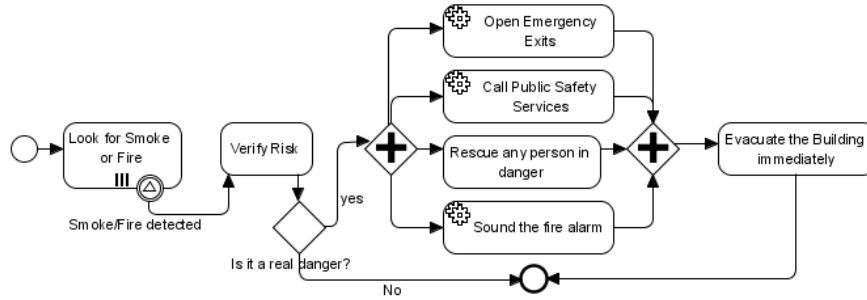 Open Emergency
Exits
Call Public Safety
Services
Look for Smoke
or Fire
Verify Risk
Rescue any person in
danger
Evacuate the Building
immediately
yes
Smoke/Fire detected
Sound the fire alarm
Is it a real danger?
No